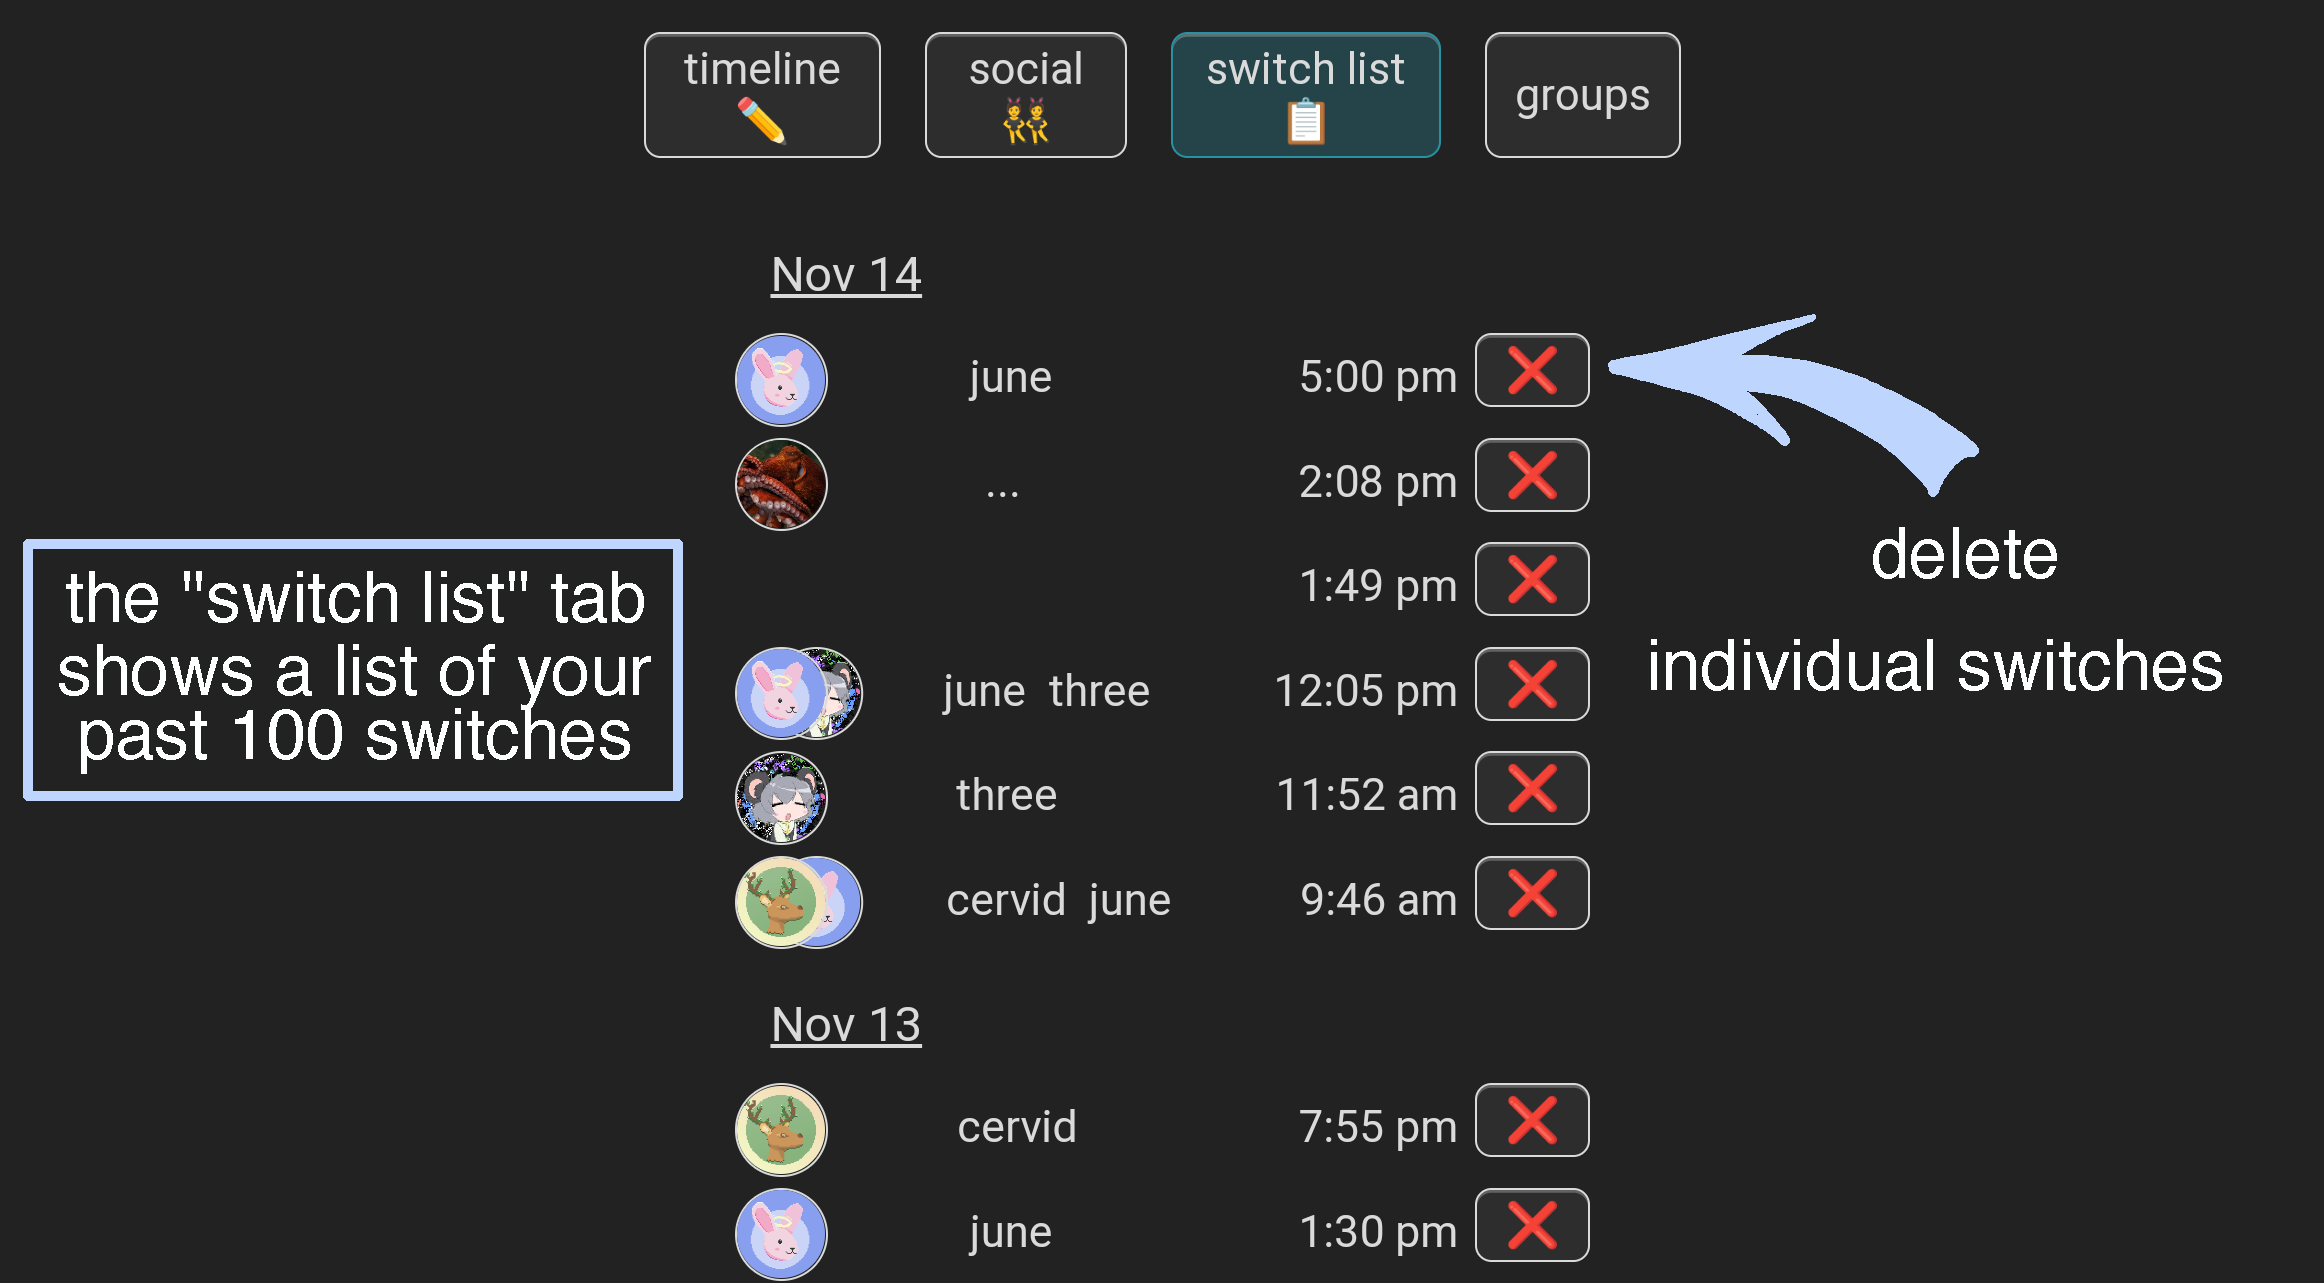 timeline
social
switch list
groups
Nov 14
june 5:00 pm
... 2:08 pm
1:49 pm
june three 12:05 pm
three 11:52 am
cervid june 9:46 am
Nov 13
cervid 7:55 pm
june 1:30 pm
the "switch list" tab
shows a list of your
past 100 switches
delete
individual switches